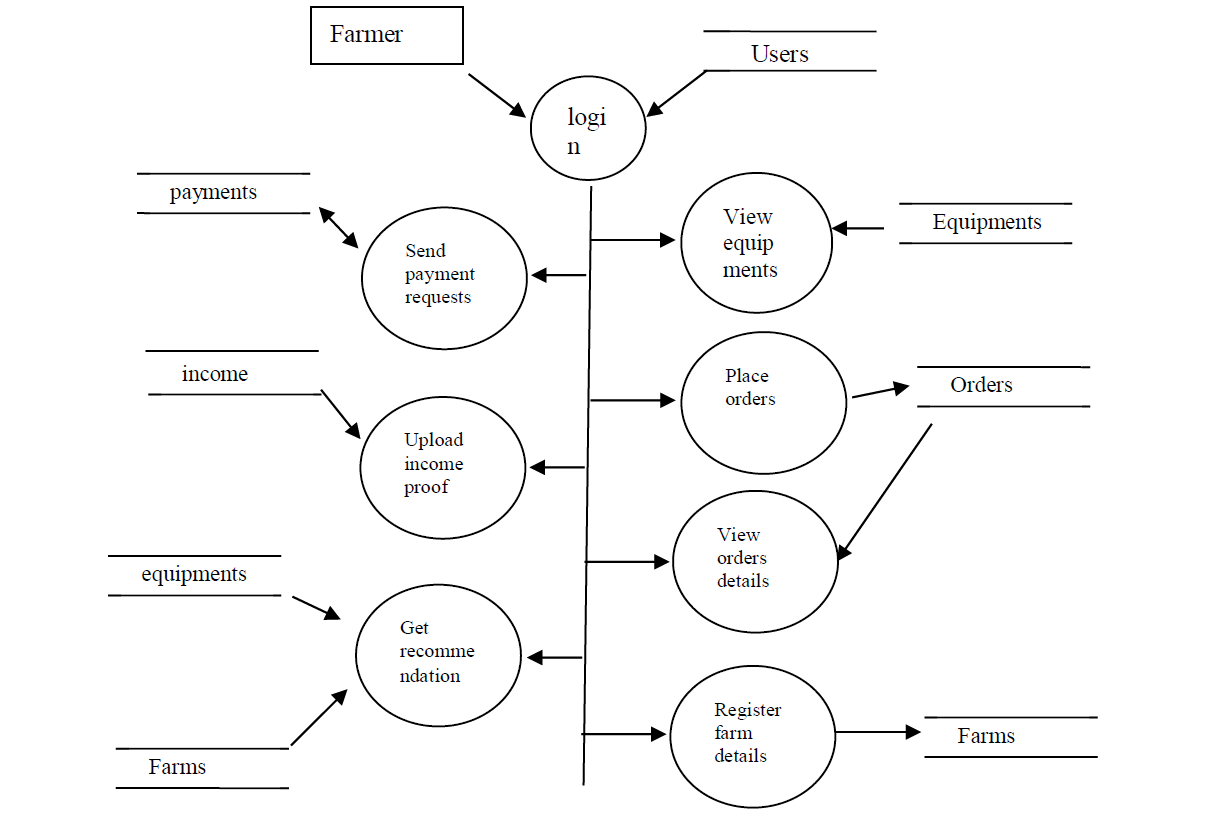 Farmer
Users
logi
n
payments
Send
payment
requests
View
equip
ments
Equipments
income
Upload
income
proof
Place
orders
Orders
View
orders
details
equipments
Get
recomme
ndation
Farms
Register
farm
details
Farms